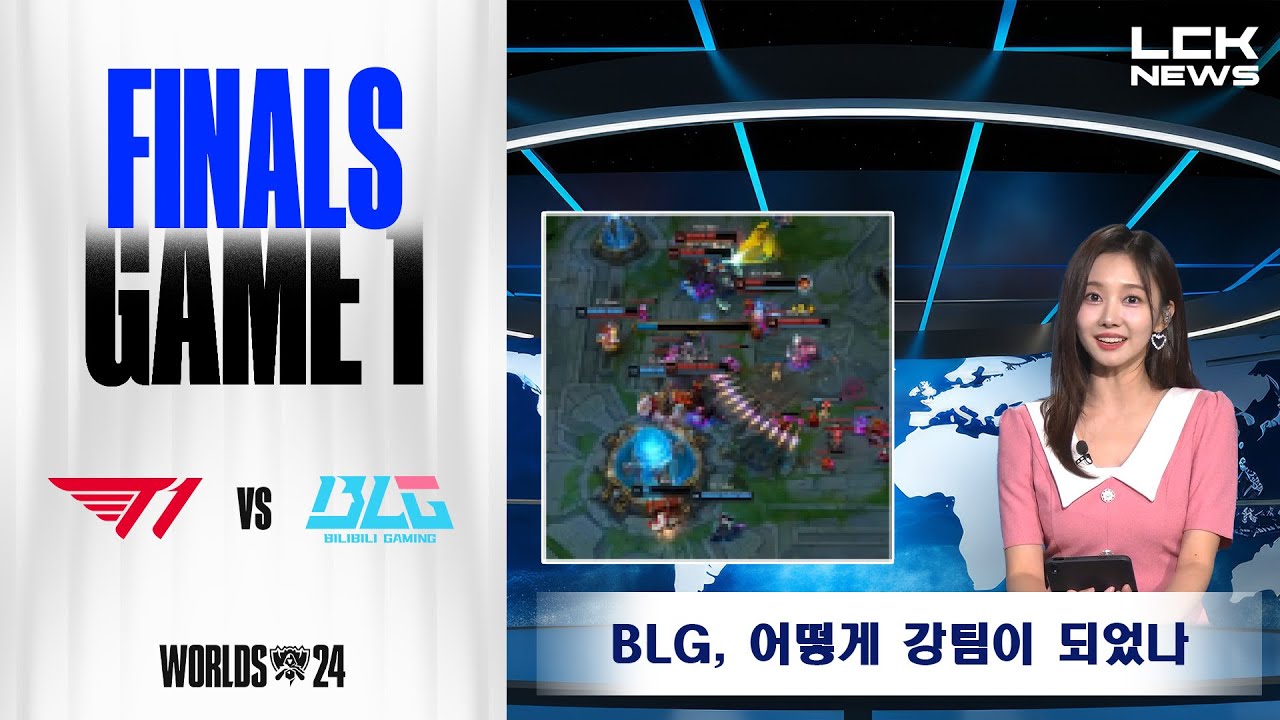 FINALS
GAME 1
T1 VS BLG
BILIBILI GAMING
WORLDS 24
LCK
NEWS
BLG, 어떻게 강팀이 되었나